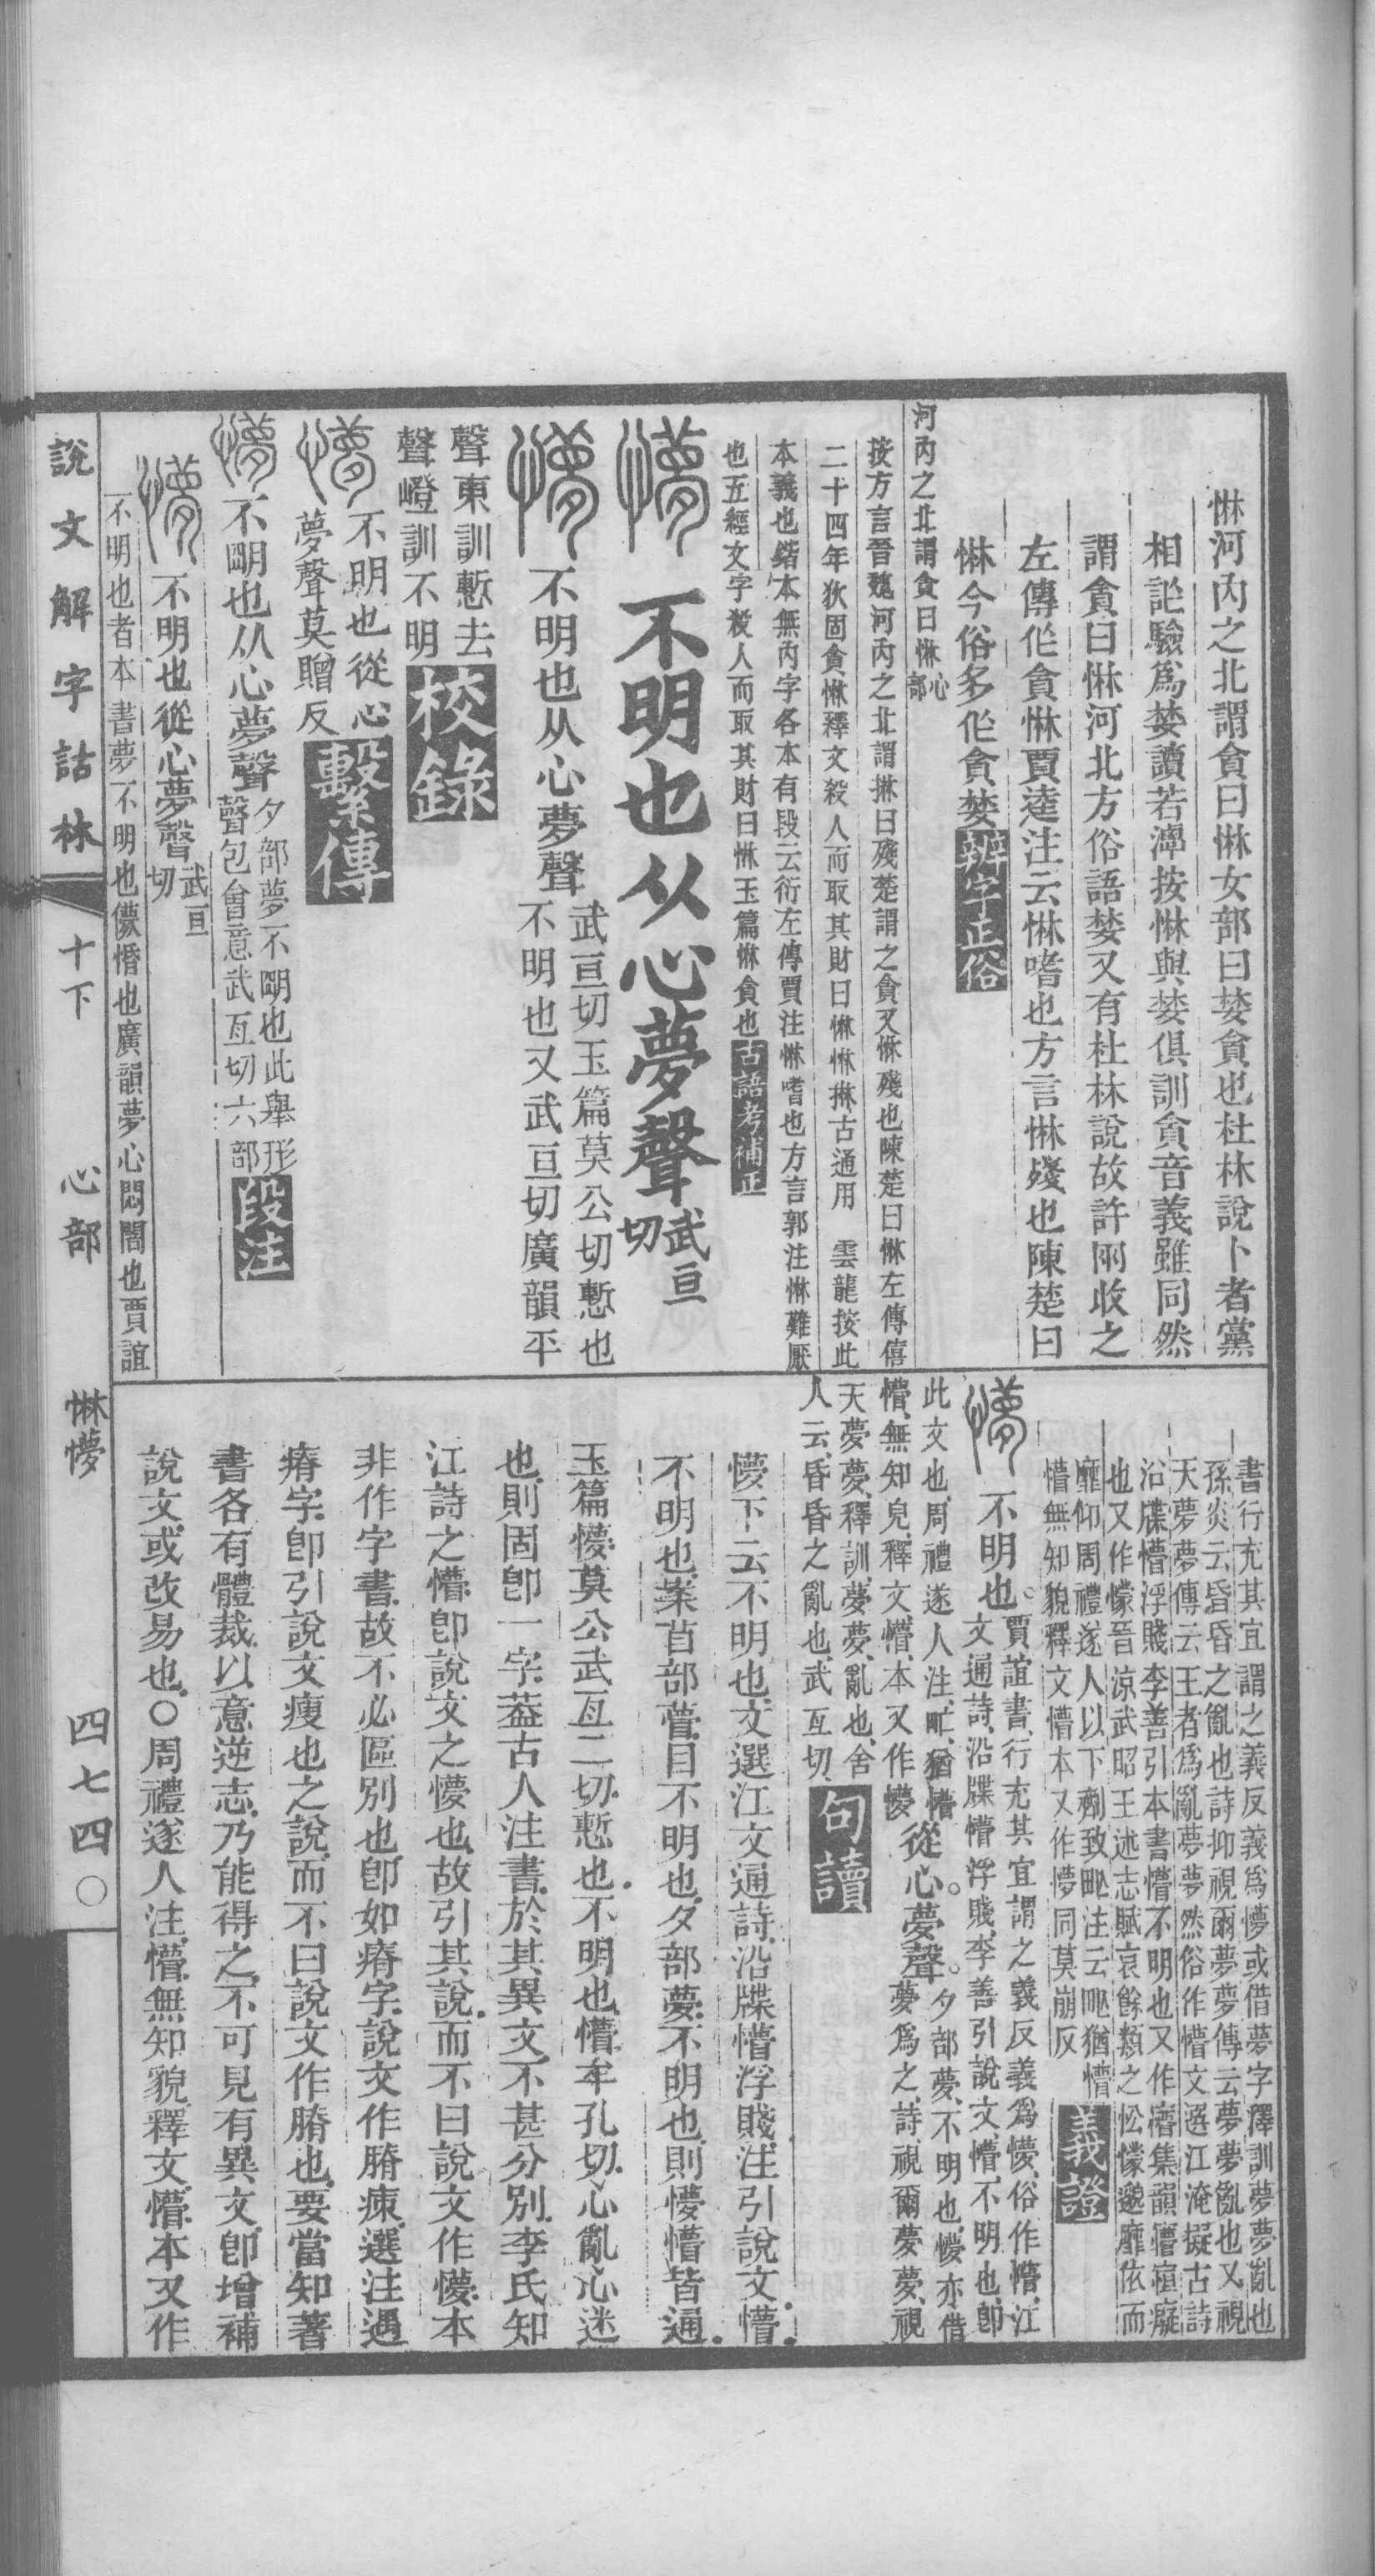 惏河內之北謂貪曰惏女部曰婪貪也杜林說卜者黨
相詐驗爲婪讀若潭按惏與婪俱訓貪音義雖同然
謂貪曰惏河北方俗語婪又有杜林說故許兩收之
左傳作貪惏賈逵注云惏嗜也方言惏殘也陳楚曰
惏今俗多作貪婪辨字正俗
河內之北謂貪曰惏心部
按方言晉魏河內之北謂惏曰殘楚謂之貪又惏殘也陳楚曰惏左傳僖
二十四年狄固貪惏釋文殺人而取其財曰惏惏㨆古通用 雲龍按此
本義也鍇本無內字各本有段云衍左傳賈注惏嗜也方言郭注惏難厭
也五經文字殺人而取其財曰惏玉篇惏貪也古語考補正
懜 不明也从心夢聲武亘切
懜 不明也从心夢聲武亘切玉篇莫公切慙也
不明也又武亘切廣韻平
聲東訓慙去
聲嶝訓不明校錄
懜 不明也從心
夢聲莫贈反繫傳
懜 不朙也从心夢聲夕部夢不朙也此舉形
聲包會意武亙切六部段注
懜 不明也從心夢聲武亘切
不明也者本書夢不明也儚惛也廣韻夢心悶闇也賈誼
書行充其宜謂之義反義爲懜或借夢字釋訓夢夢亂也
孫炎云昏昏之亂也詩抑視爾夢夢傳云夢夢亂也又視
天夢夢傳云王者爲亂夢夢然俗作懵文選江淹擬古詩
沿牒懵浮賤李善引本書懵不明也又作㝱集韻懵㝱癡
也又作懞晉涼武昭王述志賦哀餘類之忪懞邈靡依而
靡仰周禮遂人以下劑致甿注云甿猶懵
懵無知貌釋文懵本又作懜同莫崩反義證
懜 不明也。賈誼書、行充其宜謂之義反義爲懜、俗作懵、江
文通詩、沿牒懵浮賤、李善引說文、懵、不明也、卽
此文也、周禮遂人注、甿、猶懵
懵、無知皃、釋文、懵、本又作懜從心。夢聲。夕部夢、不明也、懜亦借
夢爲之、詩、視爾夢夢、視
天夢夢、釋訓、夢夢、亂也、舍
人云、昏昏之亂也、武亙切句讀
懜下云不明也、文選江文通詩、沿牒懵浮賤、注引說文、懵、
不明也、案苜部瞢、目不明也、夕部夢、不明也、則懜懵皆通、
玉篇懜、莫公武亙二切、慙也、不明也、懵、牟孔切、心亂心迷
也、則固卽一字、葢古人注書、於其異文、不甚分別、李氏知
江詩之懵、卽說文之懜也、故引其說、而不曰說文作懜、本
非作字書、故不必區別也、卽如瘠字、說文作膌㾊、選注遇
瘠字、卽引說文瘦也之說、而不曰說文作膌也、要當知著
書各有體裁、以意逆志、乃能得之、不可見有異文、卽增補
說文、或改易也、○周禮遂人注、懵、無知貌、釋文、懵、本又作
說文解字詁林 十下 心部 惏懜 四七四〇